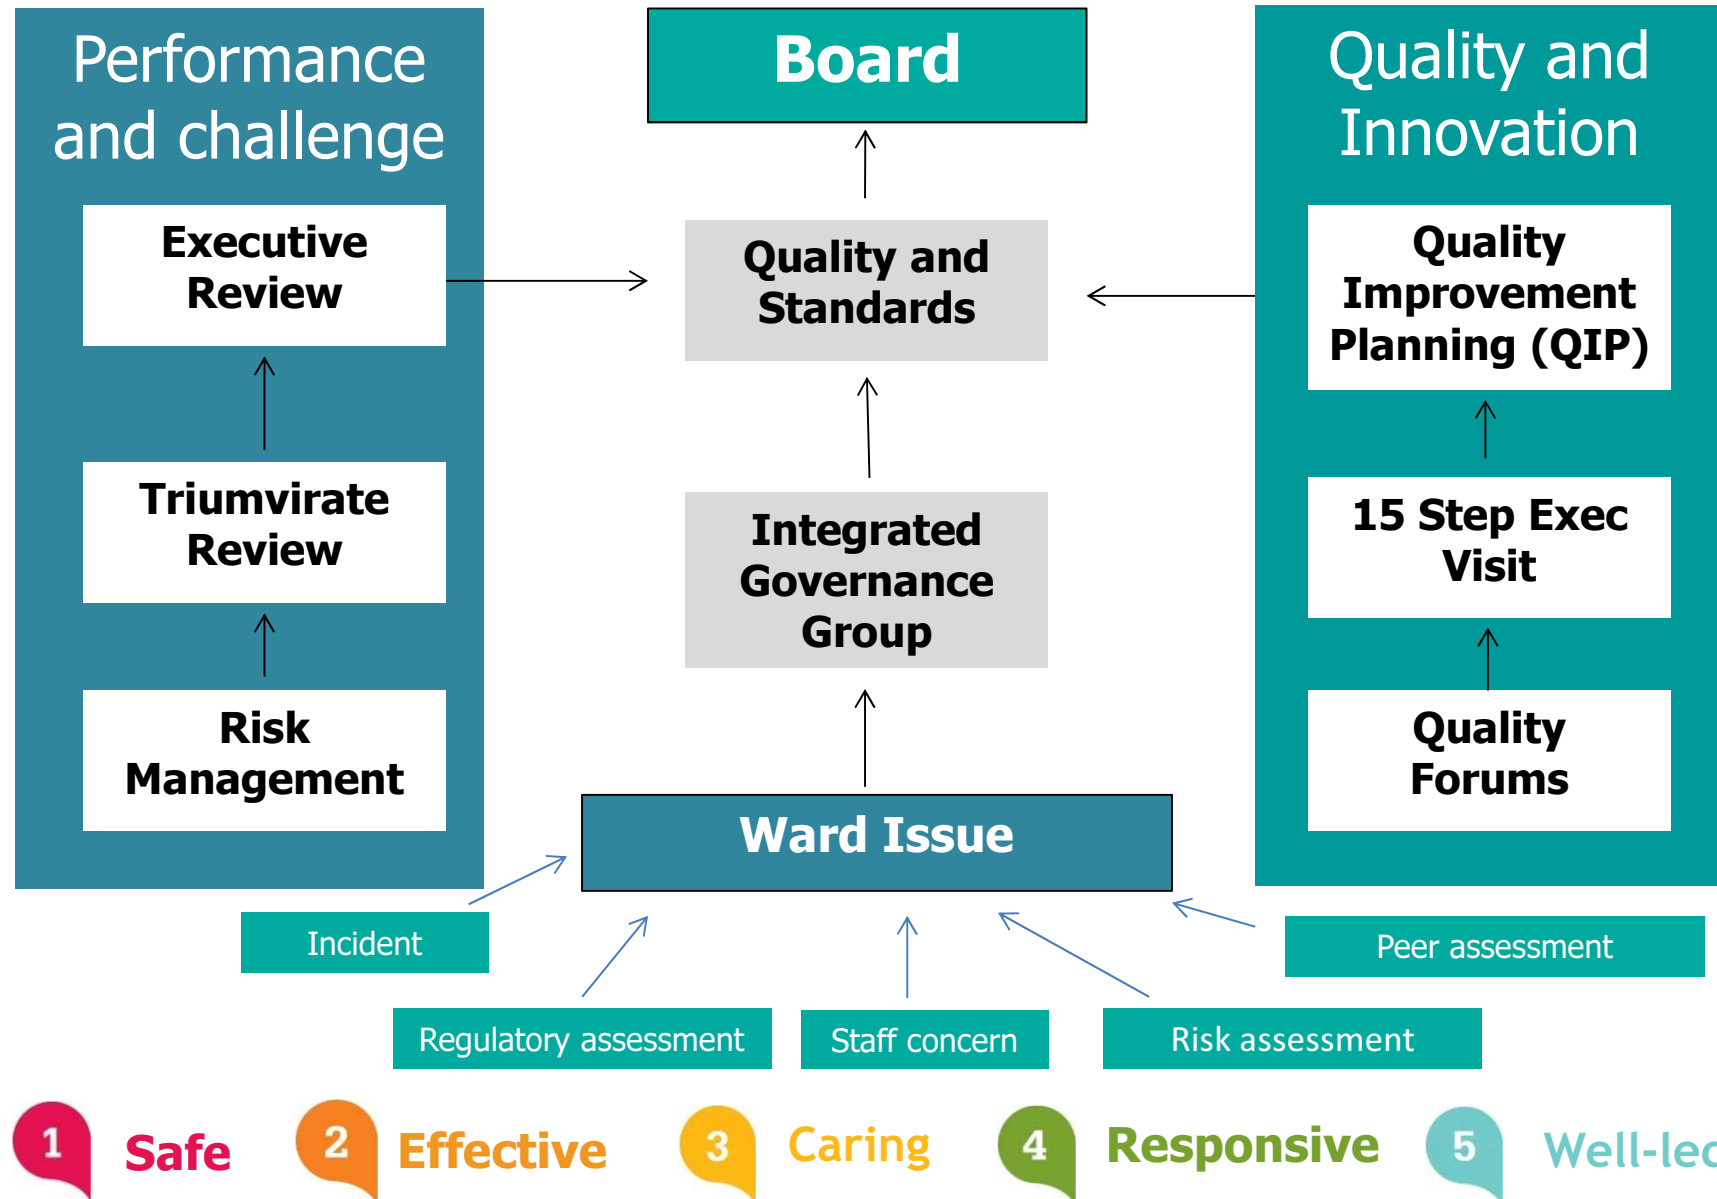 Performance
and challenge
Executive
Review
Triumvirate
Review
Risk
Management
Board
Quality and
Standards
Integrated
Governance
Group
Ward Issue
Quality and
Innovation
Quality
Improvement
Planning (QIP)
15 Step Exec
Visit
Quality
Forums
Incident
Peer assessment
Regulatory assessment
Staff concern
Risk assessment
1 Safe
2 Effective
3 Caring
4 Responsive
5 Well-led